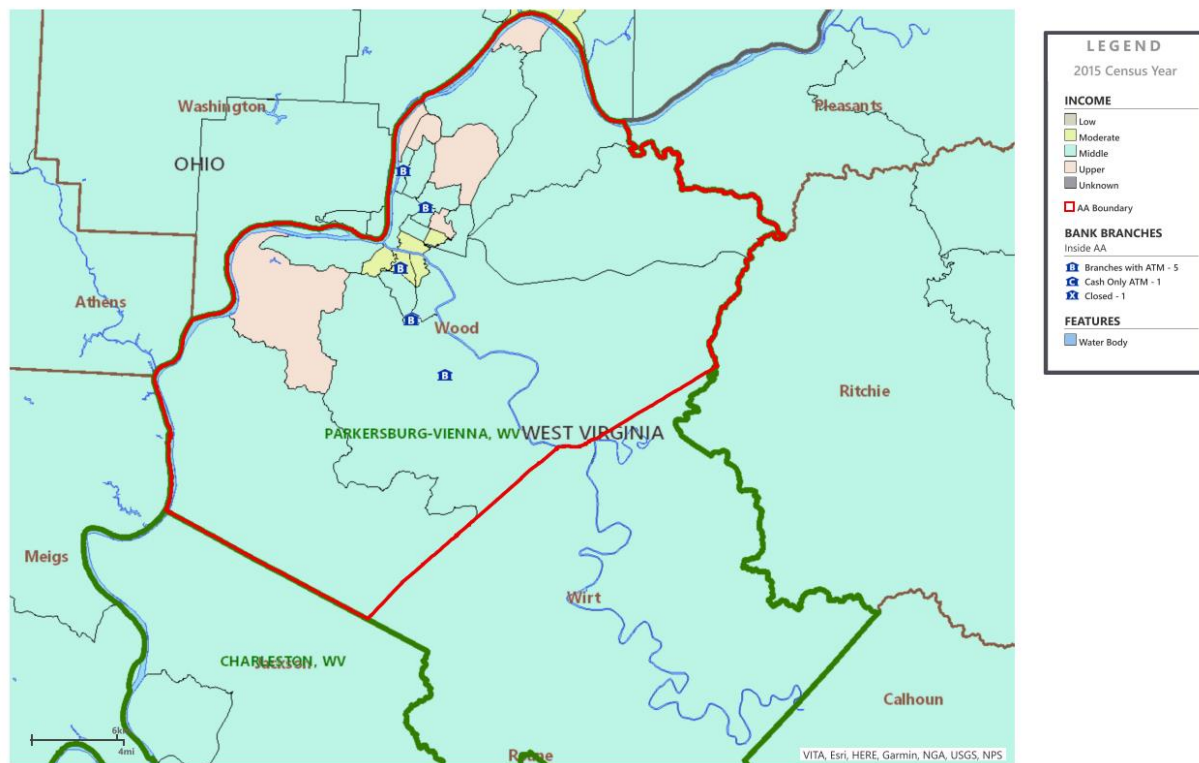 Washington
Pleasants
OHIO
Athens
Wood
Ritchie
PARKERSBURG-VIENNA, WV
WEST VIRGINIA
Meigs
Wirt
CHARLESTON, WV
Jackson
Calhoun
4mi
Roane
VITA, Esri, HERE, Garmin, NGA, USGS, NPS
LEGEND
2015 Census Year
INCOME
Low
Moderate
Middle
Upper
Unknown
AA Boundary
BANK BRANCHES
Inside AA
B Branches with ATM - 5
C Cash Only ATM - 1
X Closed - 1
FEATURES
Water Body
B
B
B
B
B